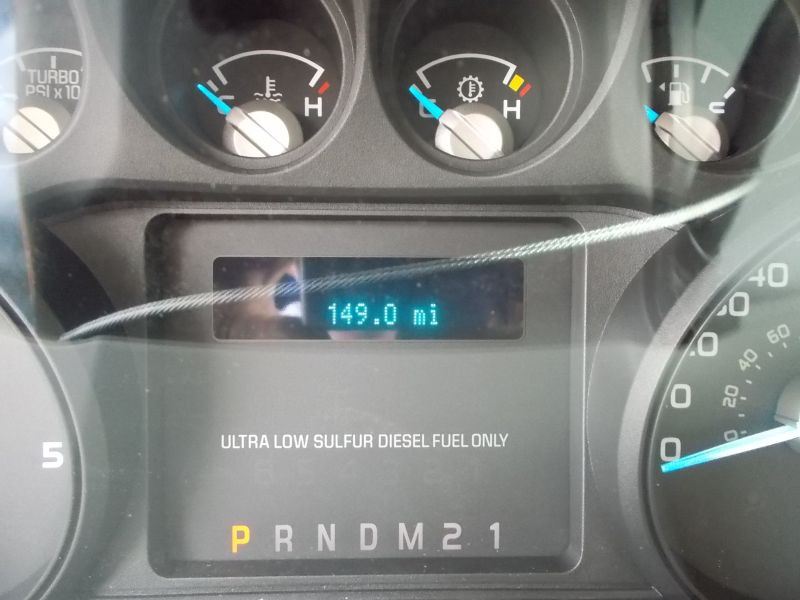 TURBO
PSI x 10
C H
C H
149.0 mi
ULTRA LOW SULFUR DIESEL FUEL ONLY
P R N D M 2 1
5
40
0
20
40
60